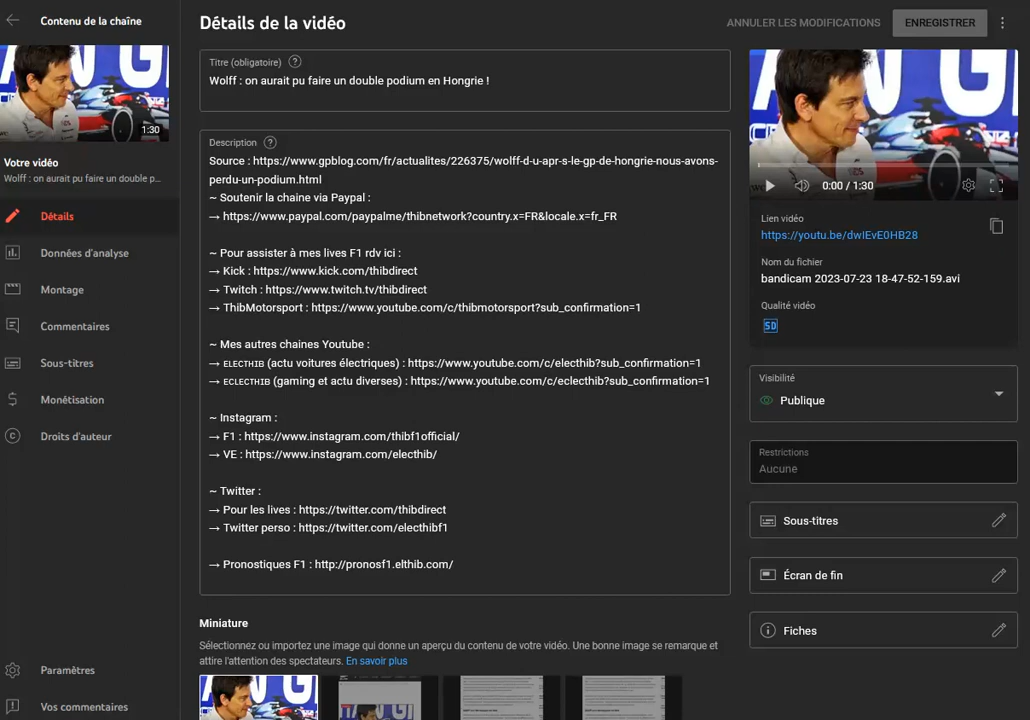 Contenu de la chaîne
Détails de la vidéo
ANNULER LES MODIFICATIONS
ENREGISTRER
1:30
Votre vidéo
Wolff : on aurait pu faire un double p...
Détails
Données d'analyse
Montage
Commentaires
Sous-titres
Monétisation
Droits d'auteur
Paramètres
Vos commentaires
Titre (obligatoire)
Wolff : on aurait pu faire un double podium en Hongrie !
Description
Source : https://www.gpblog.com/fr/actualites/226375/wolff-d-u-apr-s-le-gp-de-hongrie-nous-avons-
perdu-un-podium.html
~ Soutenir la chaine via Paypal :
→ https://www.paypal.com/paypalme/thibnetwork?country.x=FR&locale.x=fr_FR
~ Pour assister à mes lives F1 rdv ici :
→ Kick : https://www.kick.com/thibdirect
→ Twitch : https://www.twitch.tv/thibdirect
→ ThibMotorsport : https://www.youtube.com/c/thibmotorsport?sub_confirmation=1
~ Mes autres chaines Youtube :
→ ᴇʟᴇᴄᴛʜɪʙ (actu voitures électriques) : https://www.youtube.com/c/electhib?sub_confirmation=1
→ ᴇᴄʟᴇᴄᴛʜɪʙ (gaming et actu diverses) : https://www.youtube.com/c/eclecthib?sub_confirmation=1
~ Instagram :
→ F1 : https://www.instagram.com/thibf1official/
→ VE : https://www.instagram.com/electhib/
~ Twitter :
→ Pour les lives : https://twitter.com/thibdirect
→ Twitter perso : https://twitter.com/electhibf1
→ Pronostiques F1 : http://pronosf1.elthib.com/
Miniature
Sélectionnez ou importez une image qui donne un aperçu du contenu de votre vidéo. Une bonne image se remarque et
attire l'attention des spectateurs. En savoir plus
0:00 / 1:30
Lien vidéo
https://youtu.be/dwIEvE0HB28
Nom du fichier
bandicam 2023-07-23 18-47-52-159.avi
Qualité vidéo
SD
Visibilité
Publique
Restrictions
Aucune
Sous-titres
Écran de fin
Fiches